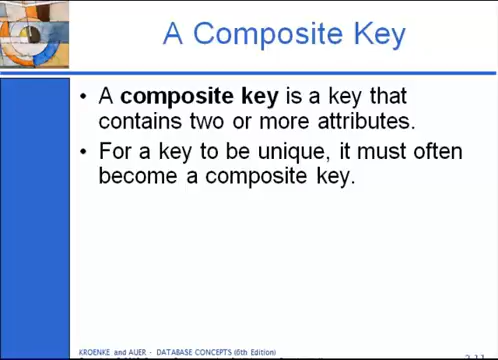 A Composite Key
• A composite key is a key that
contains two or more attributes.
• For a key to be unique, it must often
become a composite key.
KROENKE and AUER - DATABASE CONCEPTS (6th Edition)